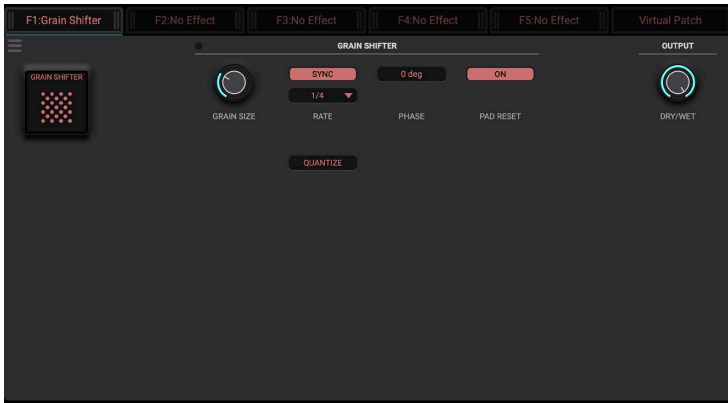 F1:Grain Shifter
F2:No Effect
F3:No Effect
F4:No Effect
F5:No Effect
Virtual Patch
GRAIN SHIFTER
OUTPUT
GRAIN SHIFTER
SYNC
0 deg
ON
1/4
GRAIN SIZE
RATE
PHASE
PAD RESET
DRY/WET
QUANTIZE